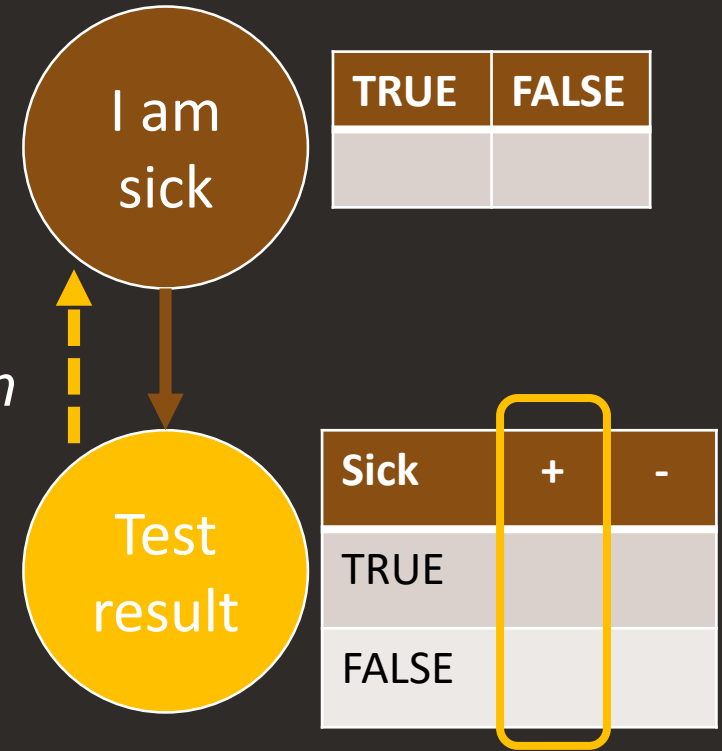 I am
sick
TRUE FALSE
n
Test
result
Sick + -
TRUE
FALSE